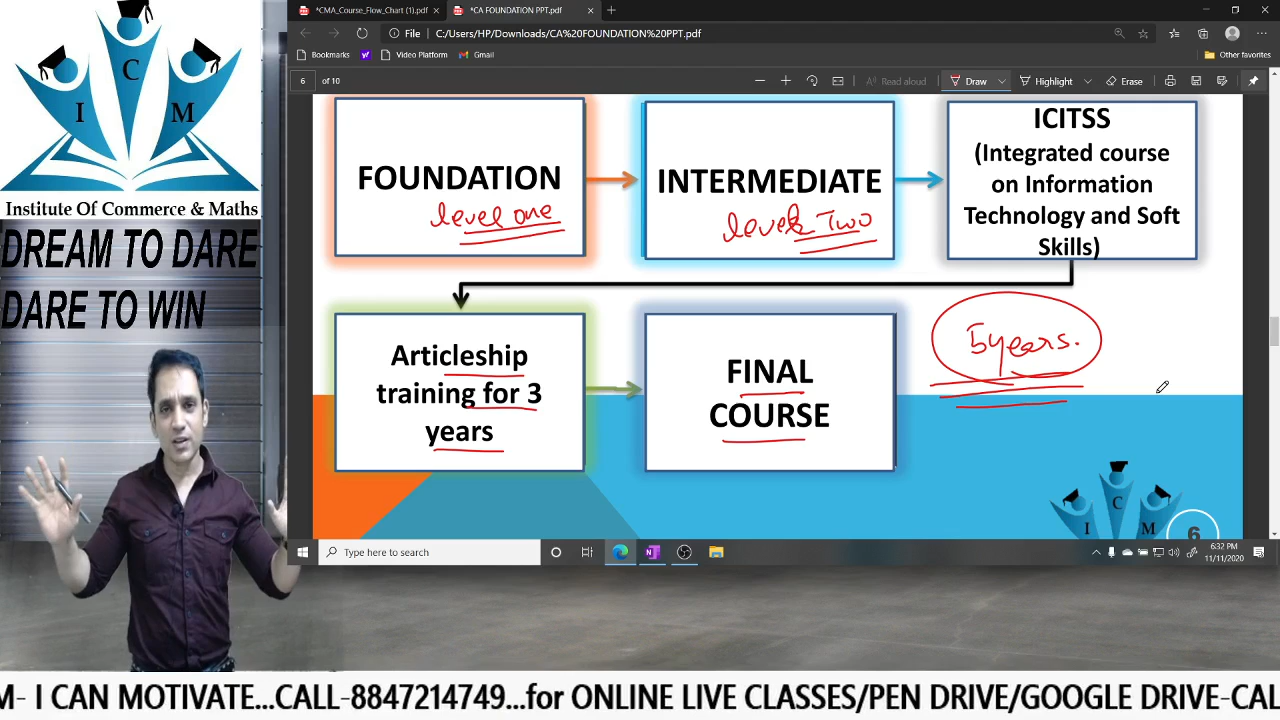 *CMA_Course_Flow_Chart (1).pdf
*CA FOUNDATION PPT.pdf
File
C:/Users/HP/Downloads/CA%20FOUNDATION%20PPT.pdf
Bookmarks
Video Platform
Gmail
Other favorites
6 of 10
Read aloud
Draw
Highlight
Erase
I C M
Institute Of Commerce & Maths
DREAM TO DARE
DARE TO WIN
FOUNDATION
level one
INTERMEDIATE
level Two
ICITSS
(Integrated course
on Information
Technology and Soft
Skills)
Articleship
training for 3
years
FINAL
COURSE
5years.
I C M
6
Type here to search
6:32 PM
11/11/2020
M- I CAN MOTIVATE...CALL-8847214749...for ONLINE LIVE CLASSES/PEN DRIVE/GOOGLE DRIVE-CAL